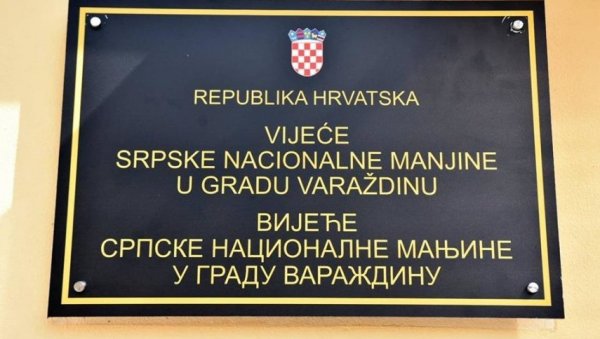 REPUBLIKA HRVATSKA
VIJEĆE
SRPSKE NACIONALNE MANJINE
U GRADU VARAŽDINU
ВИЈЕЋЕ
СРПСКЕ НАЦИОНАЛНЕ МАЊИНЕ
У ГРАДУ ВАРАЖДИНУ